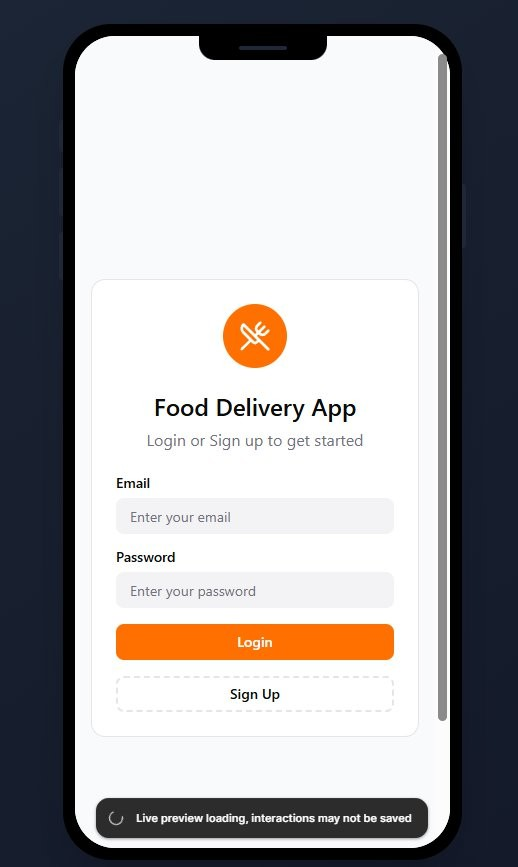 Food Delivery App
Login or Sign up to get started
Email
Enter your email
Password
Enter your password
Login
Sign Up
Live preview loading, interactions may not be saved